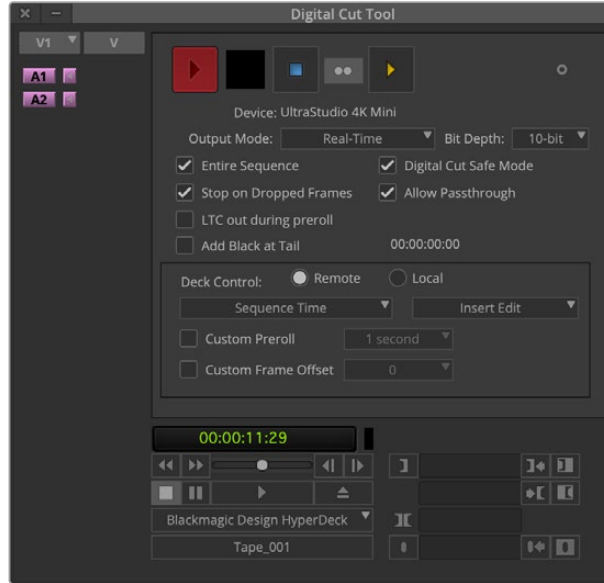 Digital Cut Tool
V1 V
A1
A2
Device: UltraStudio 4K Mini
Output Mode: Real-Time Bit Depth: 10-bit
Entire Sequence Digital Cut Safe Mode
Stop on Dropped Frames Allow Passthrough
LTC out during preroll
Add Black at Tail 00:00:00:00
Deck Control: Remote Local
Sequence Time Insert Edit
Custom Preroll 1 second
Custom Frame Offset 0
00:00:11:29
Blackmagic Design HyperDeck
Tape_001